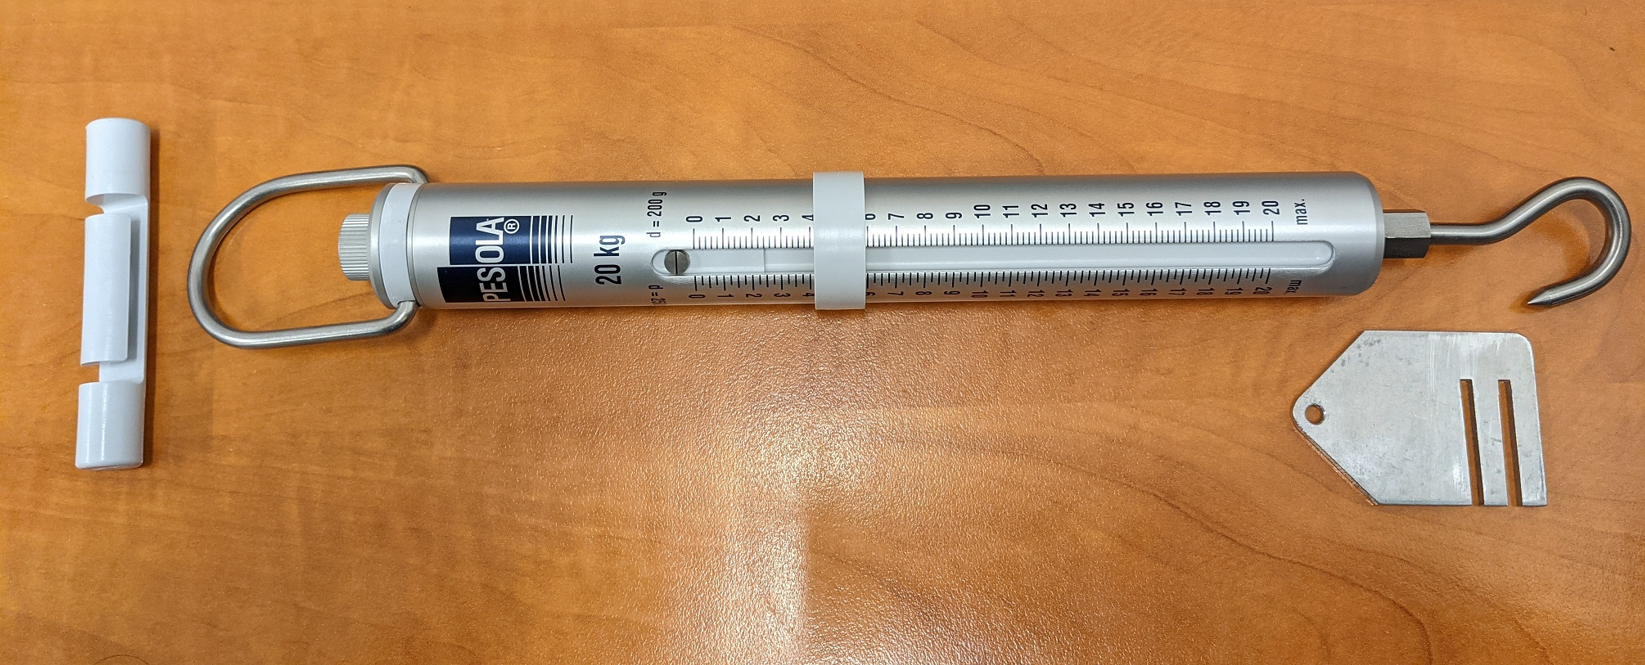 PESOLA®
20 kg
d = 200 g
0 1 2 3 4 6 7 8 9 10 11 12 13 14 15 16 17 18 19 20 max.
0 1 2 3 4 6 7 8 9 10 11 12 13 14 15 16 17 18 19 20